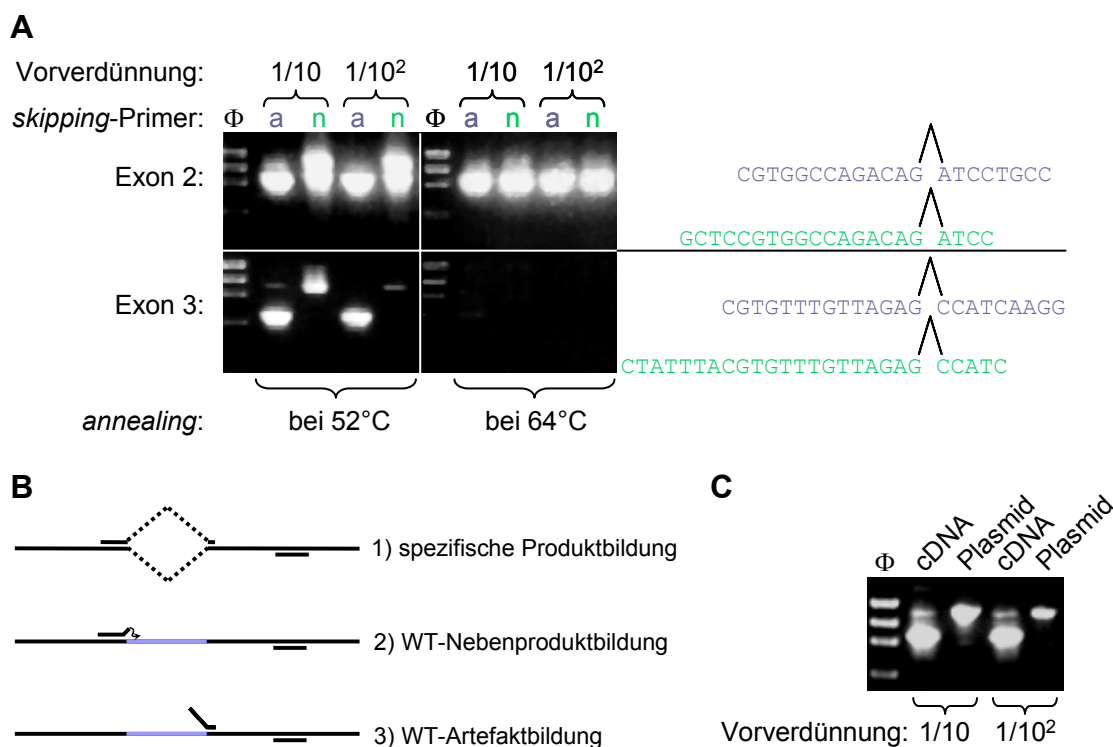 A
Vorverdünnung: 1/10 1/10² 1/10 1/10²
skipping-Primer: Φ a n a n Φ a n a n
Exon 2:
CGTGGCCAGACAG ATCCTGCC
GCTCCGTGGCCAGACAG ATCC
Exon 3:
CGTGTTTGTTAGAG CCATCAAGG
CTATTTACGTGTTTGTTAGAG CCATC
annealing: bei 52°C bei 64°C
B
1) spezifische Produktbildung
2) WT-Nebenproduktbildung
3) WT-Artefaktbildung
C
Φ cDNA Plasmid cDNA Plasmid
Vorverdünnung: 1/10 1/10²